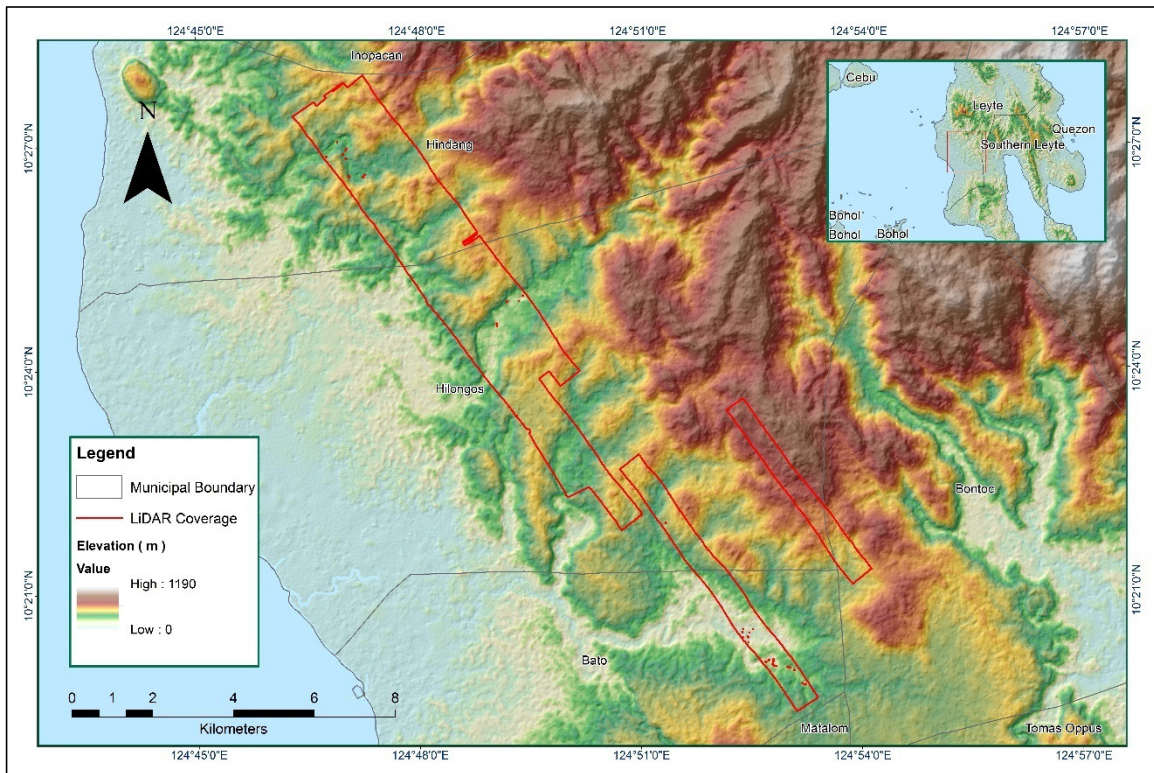 124°45'0"E
124°48'0"E
124°51'0"E
124°54'0"E
124°57'0"E
Inopacan
N
Hindang
10°27'0"N
10°27'0"N
Cebu
Leyte
Quezon
Southern Leyte
Bohol
Bohol
Bohol
10°24'0"N
10°24'0"N
Hilongos
Bontoc
10°21'0"N
10°21'0"N
Bato
Matalom
Tomas Oppus
Legend
Municipal Boundary
LiDAR Coverage
Elevation ( m )
Value
High : 1190
Low : 0
0 1 2 4 6 8
Kilometers
124°45'0"E
124°48'0"E
124°51'0"E
124°54'0"E
124°57'0"E